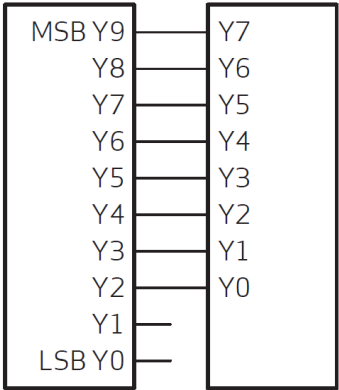 MSB Y9 Y7
Y8 Y6
Y7 Y5
Y6 Y4
Y5 Y3
Y4 Y2
Y3 Y1
Y2 Y0
Y1
LSB Y0